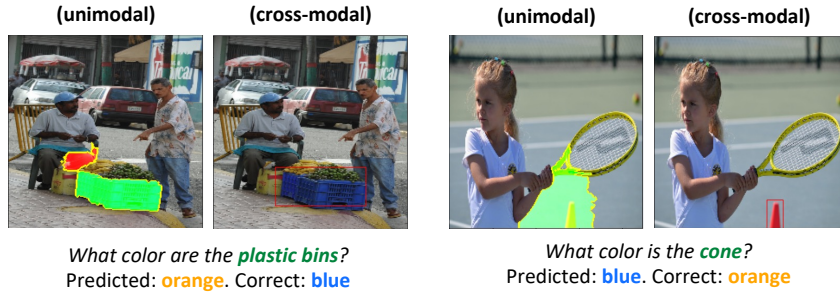 (unimodal) (cross-modal) (unimodal) (cross-modal)
What color are the plastic bins?
Predicted: orange. Correct: blue
What color is the cone?
Predicted: blue. Correct: orange